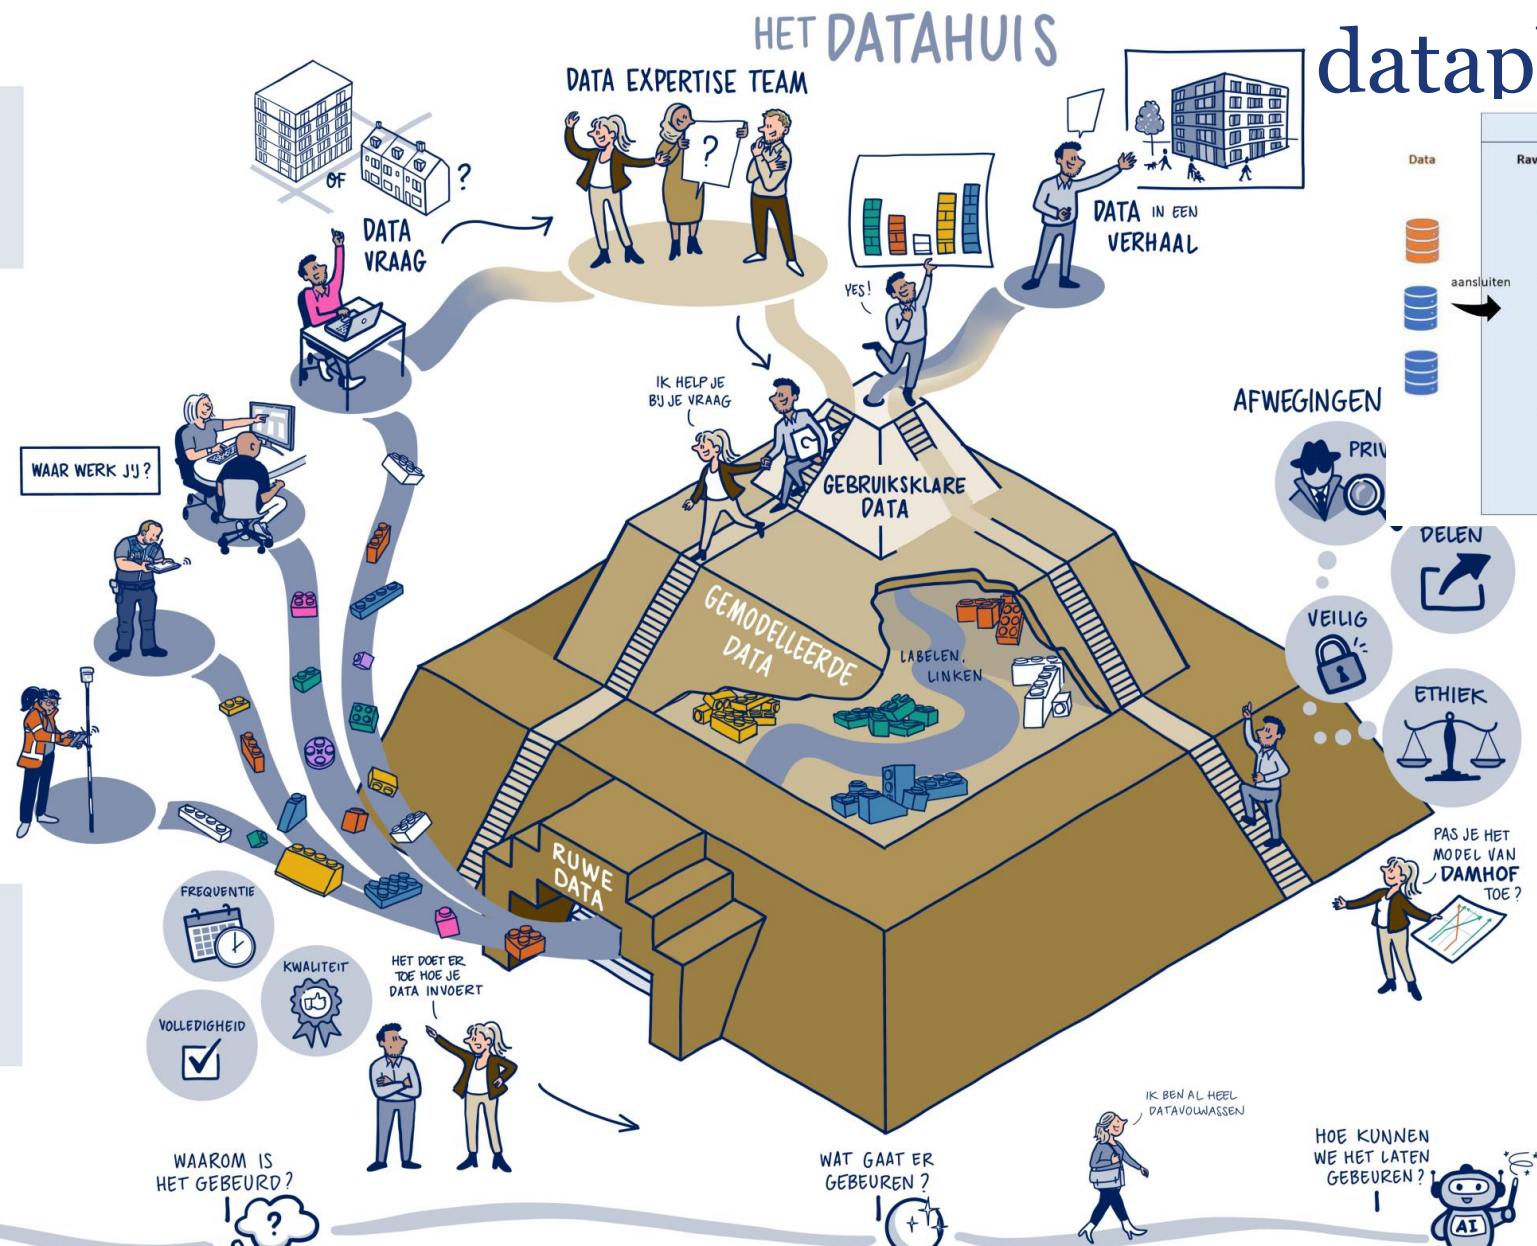 HET DATAHUIS
DATA EXPERTISE TEAM
?
OF
?
DATA
VRAAG
DATA IN EEN
VERHAAL
YES!
Data
aansluiten
IK HELP JE
BIJ JE VRAAG
?
WAAR WERK JIJ?
GEBRUIKSKLARE
DATA
AFWEGINGEN
DELEN
VEILIG
ETHIEK
GEMODELLEERDE
DATA
LABELEN,
LINKEN
RUWE
DATA
PAS JE HET
MODEL VAN
DAMHOF
TOE?
FREQUENTIE
KWALITEIT
VOLLEDIGHEID
HET DOET ER
TOE HOE JE
DATA INVOERT
IK BEN AL HEEL
DATAVOLWASSEN
WAAROM IS
HET GEBEURD?
?
WAT GAAT ER
GEBEUREN?
HOE KUNNEN
WE HET LATEN
GEBEUREN?
AI